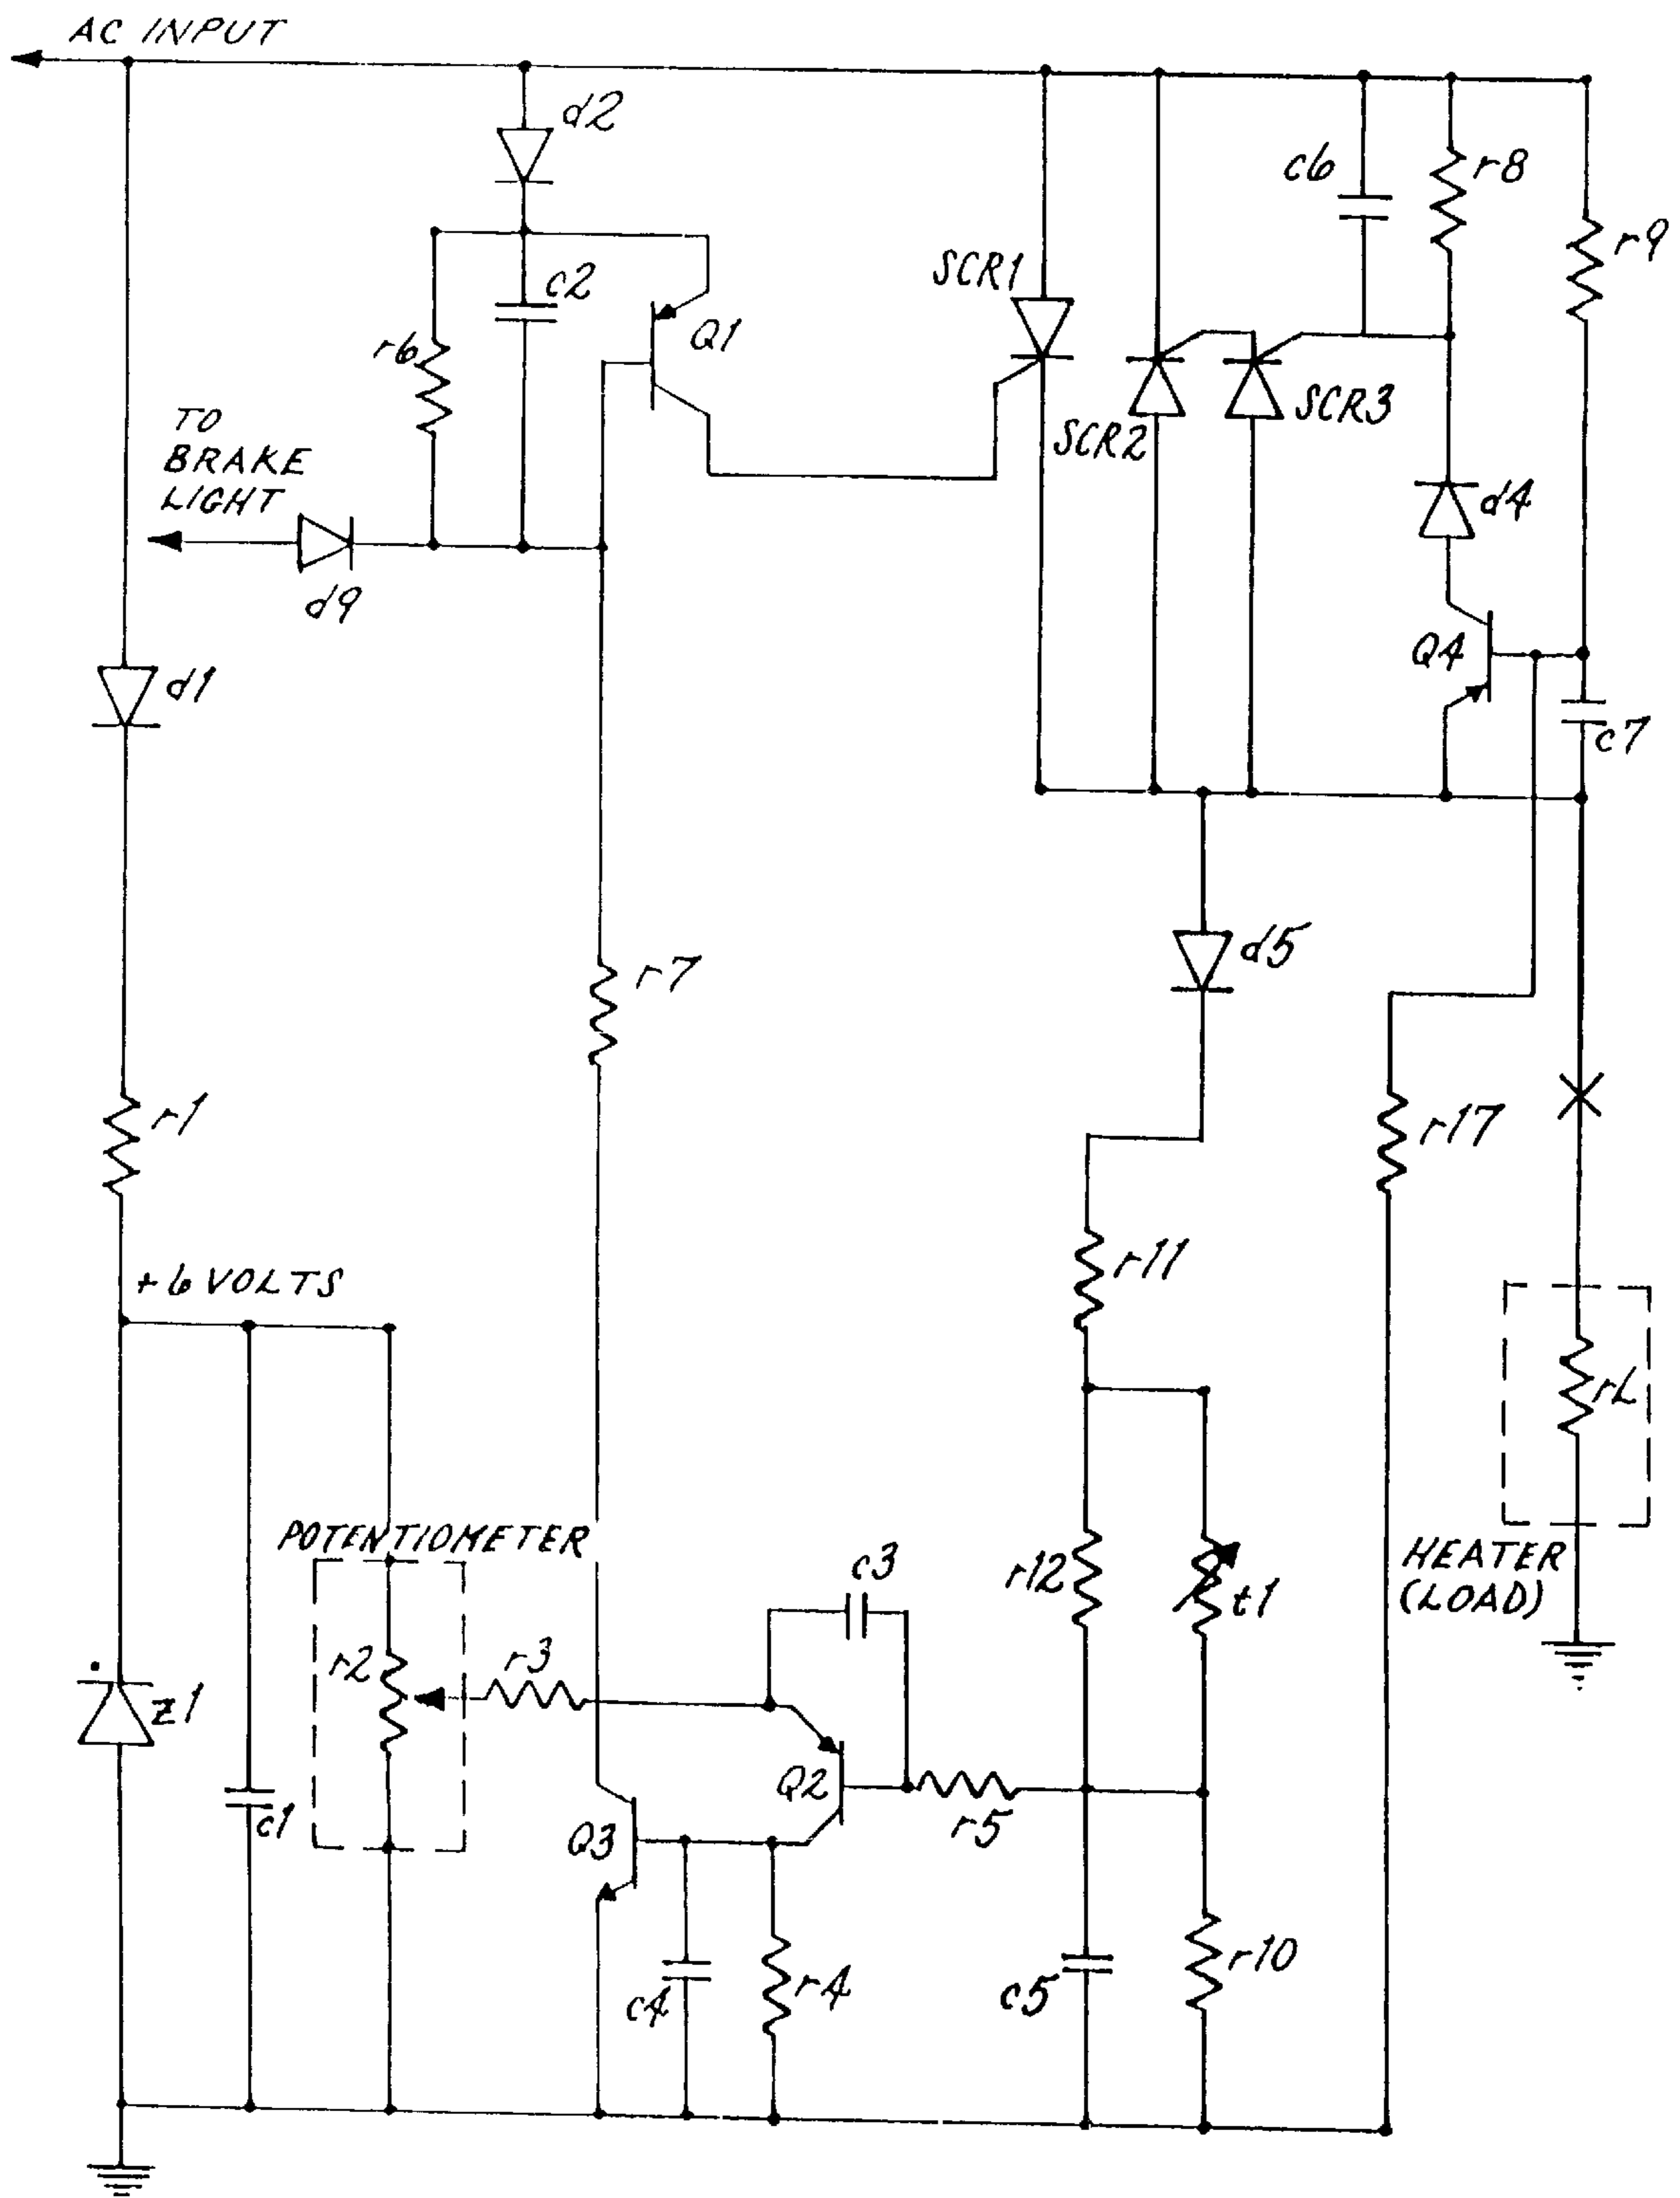 AC INPUT
d2
c6
r8
r9
SCR1
c2
Q1
r6
SCR3
SCR2
TO
BRAKE
LIGHT
d4
d9
Q4
d1
c7
d5
r7
r17
r1
r11
+6 VOLTS
rL
POTENTIOMETER
HEATER
(LOAD)
c3
r12
t1
r2
r3
z1
Q2
r5
c1
Q3
r10
c4
r4
c5